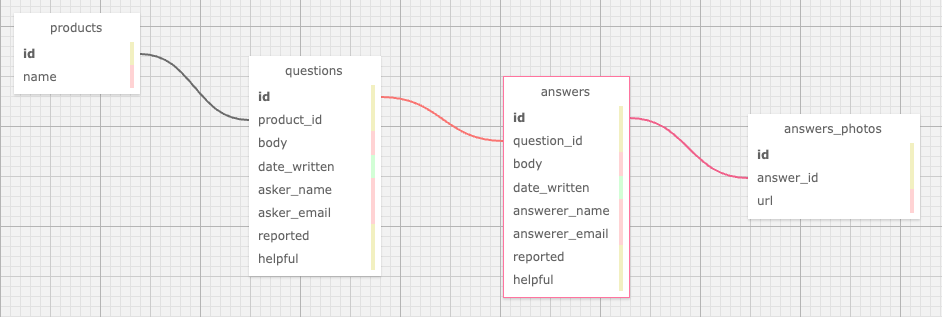 products
id
name
questions
id
product_id
body
date_written
asker_name
asker_email
reported
helpful
answers
id
question_id
body
date_written
answerer_name
answerer_email
reported
helpful
answers_photos
id
answer_id
url